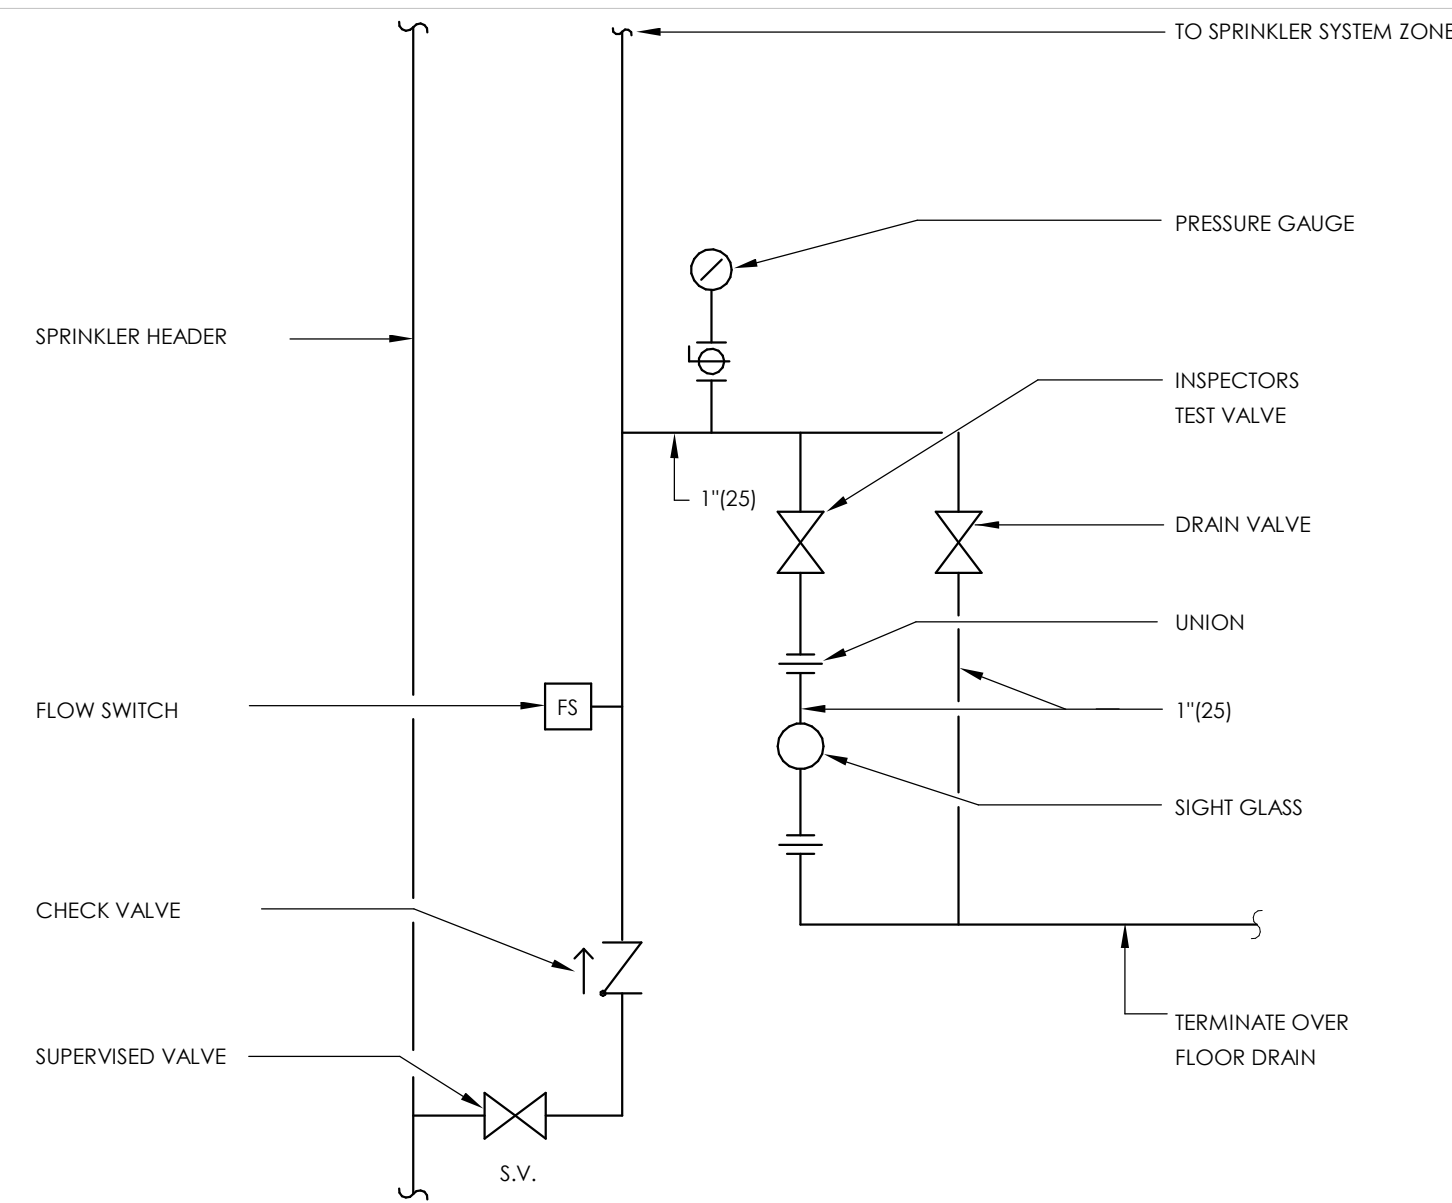 TO SPRINKLER SYSTEM ZONE
PRESSURE GAUGE
SPRINKLER HEADER
INSPECTORS
TEST VALVE
1"(25)
DRAIN VALVE
UNION
FLOW SWITCH
FS
1"(25)
SIGHT GLASS
CHECK VALVE
TERMINATE OVER
FLOOR DRAIN
SUPERVISED VALVE
S.V.